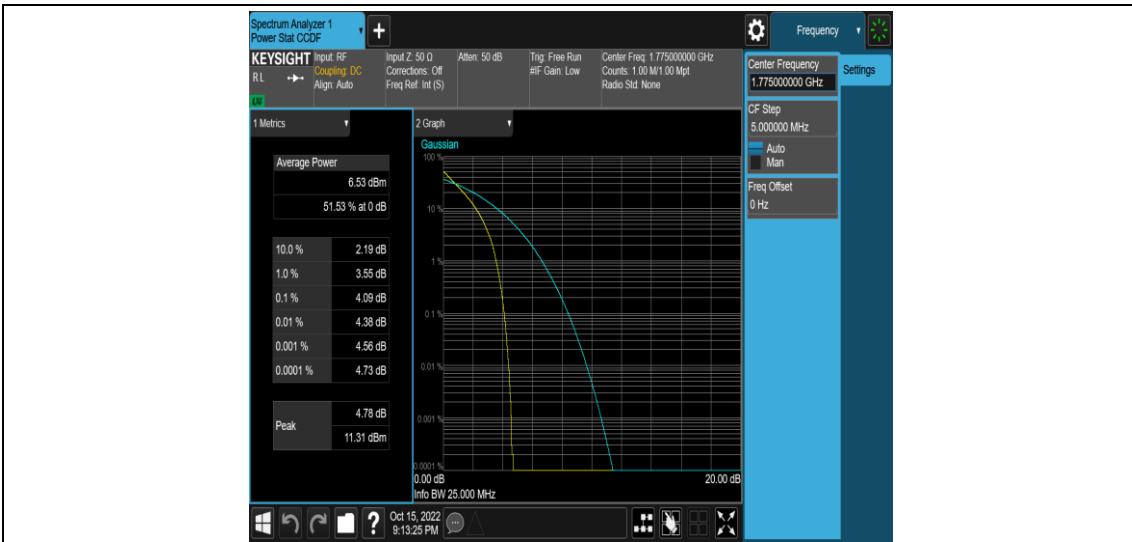 Spectrum Analyzer 1
Power Stat CCDF
+
Frequency
KEYSIGHT
RL
LXI
Input: RF
Coupling: DC
Align: Auto
Input Z: 50 Ω
Corrections: Off
Freq Ref: Int (S)
Atten: 50 dB
Trig: Free Run
#IF Gain: Low
Center Freq: 1.775000000 GHz
Counts: 1.00 M/1.00 Mpt
Radio Std: None
Center Frequency
1.775000000 GHz
Settings
CF Step
5.000000 MHz
Auto
Man
Freq Offset
0 Hz
1 Metrics
Average Power
6.53 dBm
51.53 % at 0 dB
10.0 % 2.19 dB
1.0 % 3.55 dB
0.1 % 4.09 dB
0.01 % 4.38 dB
0.001 % 4.56 dB
0.0001 % 4.73 dB
Peak
4.78 dB
11.31 dBm
2 Graph
Gaussian
100 %
10 %
1 %
0.1 %
0.01 %
0.001 %
0.0001 %
0.00 dB 20.00 dB
Info BW 25.000 MHz
?
Oct 15, 2022
9:13:25 PM